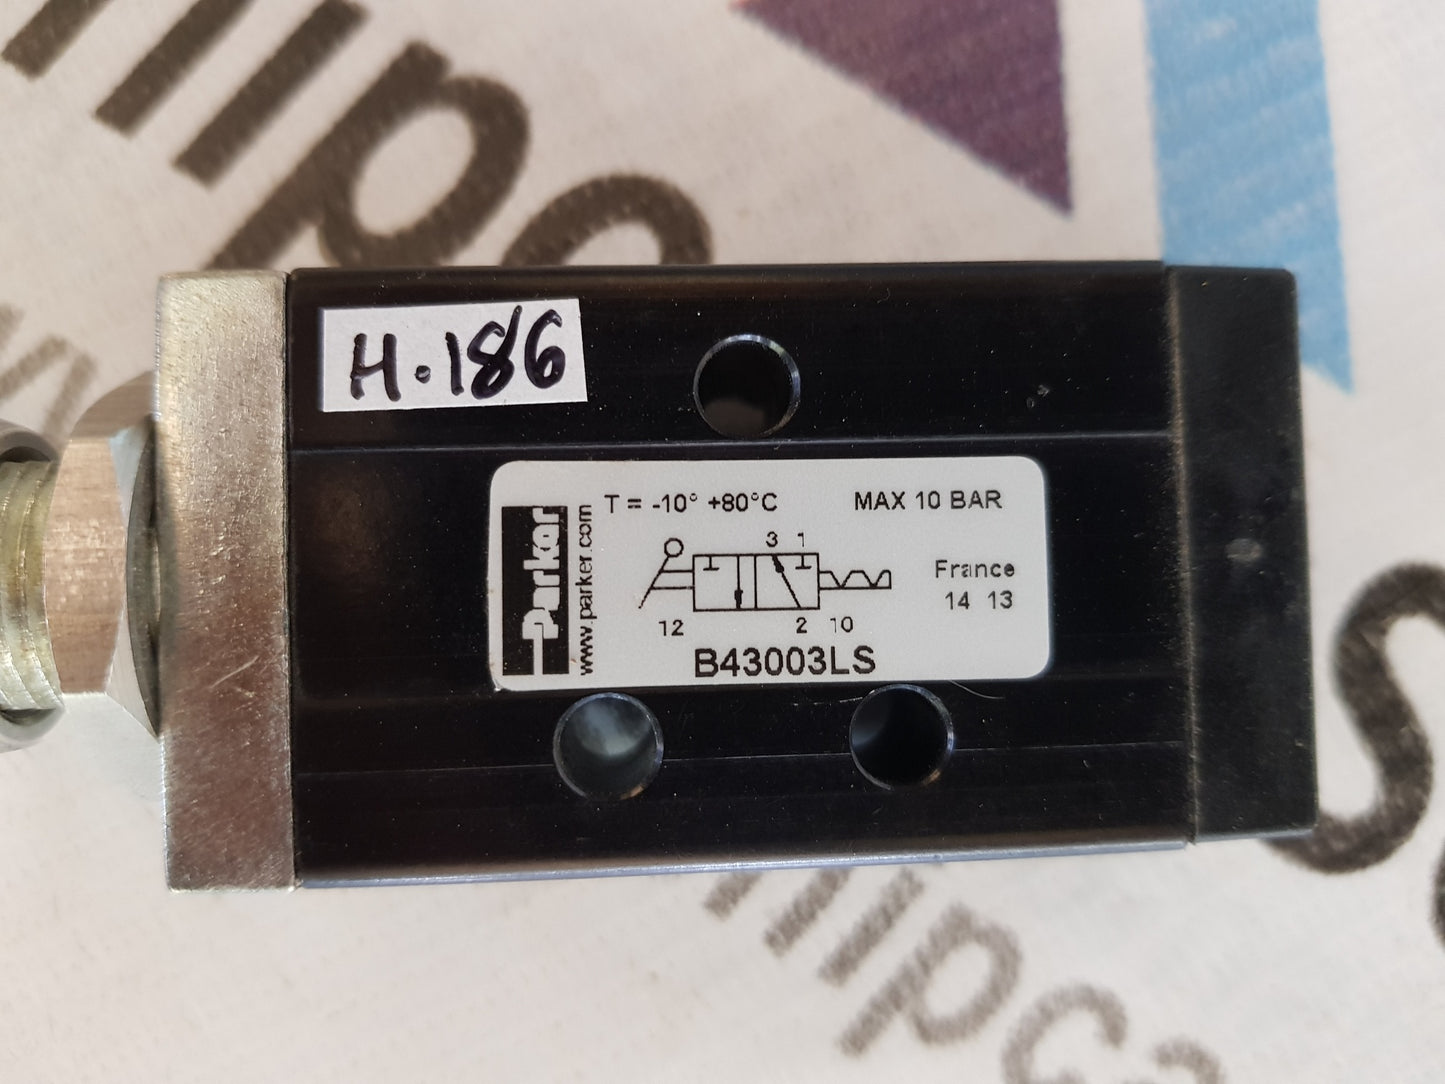 H.186
T = -10° +80°C MAX 10 BAR
Parker
www.parker.com
3 1
France
14 13
12 2 10
B43003LS